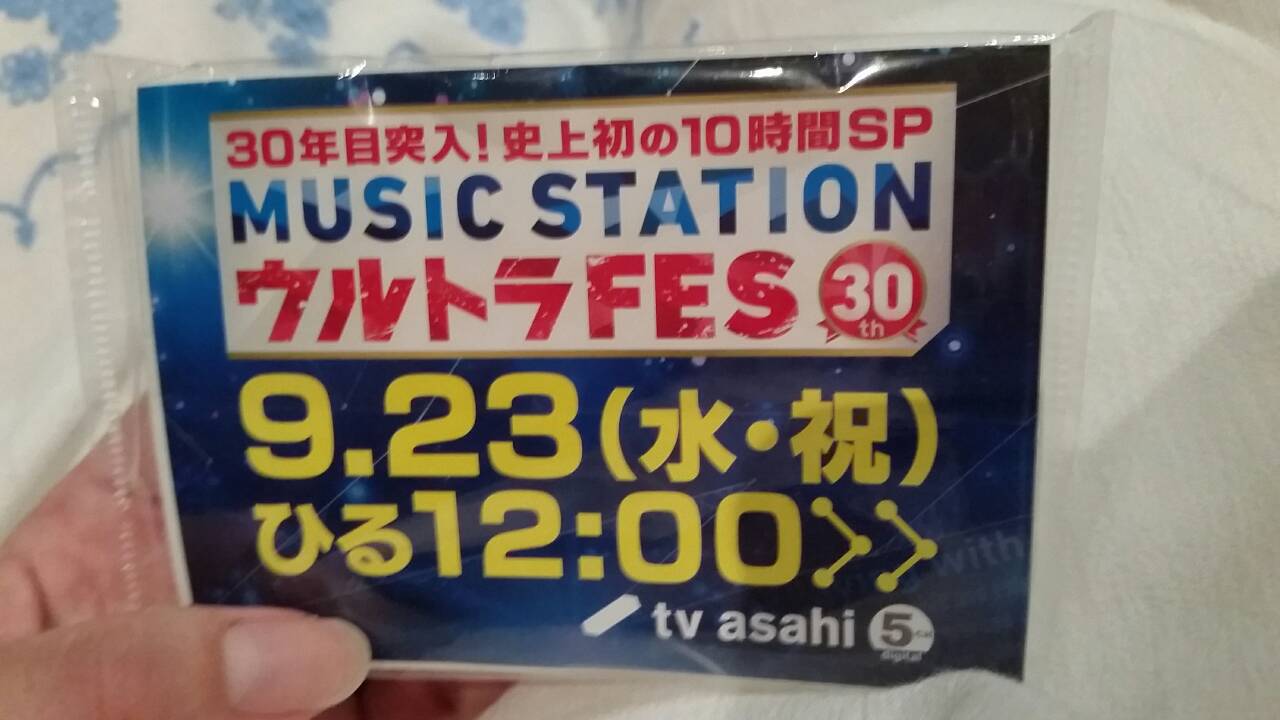 30年目突入!史上初の10時間SP
MUSIC STATION
ウルトラFES 30th
9.23(水・祝)
ひる12:00
tv asahi 5
digital